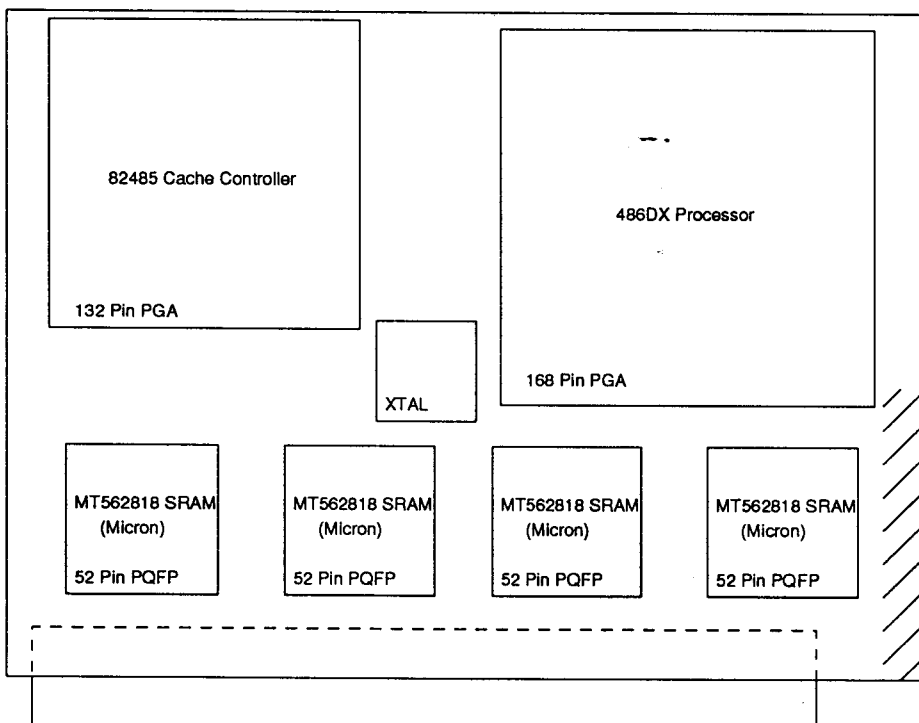 82485 Cache Controller
132 Pin PGA
486DX Processor
168 Pin PGA
XTAL
MT562818 SRAM
(Micron)
52 Pin PQFP
MT562818 SRAM
(Micron)
52 Pin PQFP
MT562818 SRAM
(Micron)
52 Pin PQFP
MT562818 SRAM
(Micron)
52 Pin PQFP